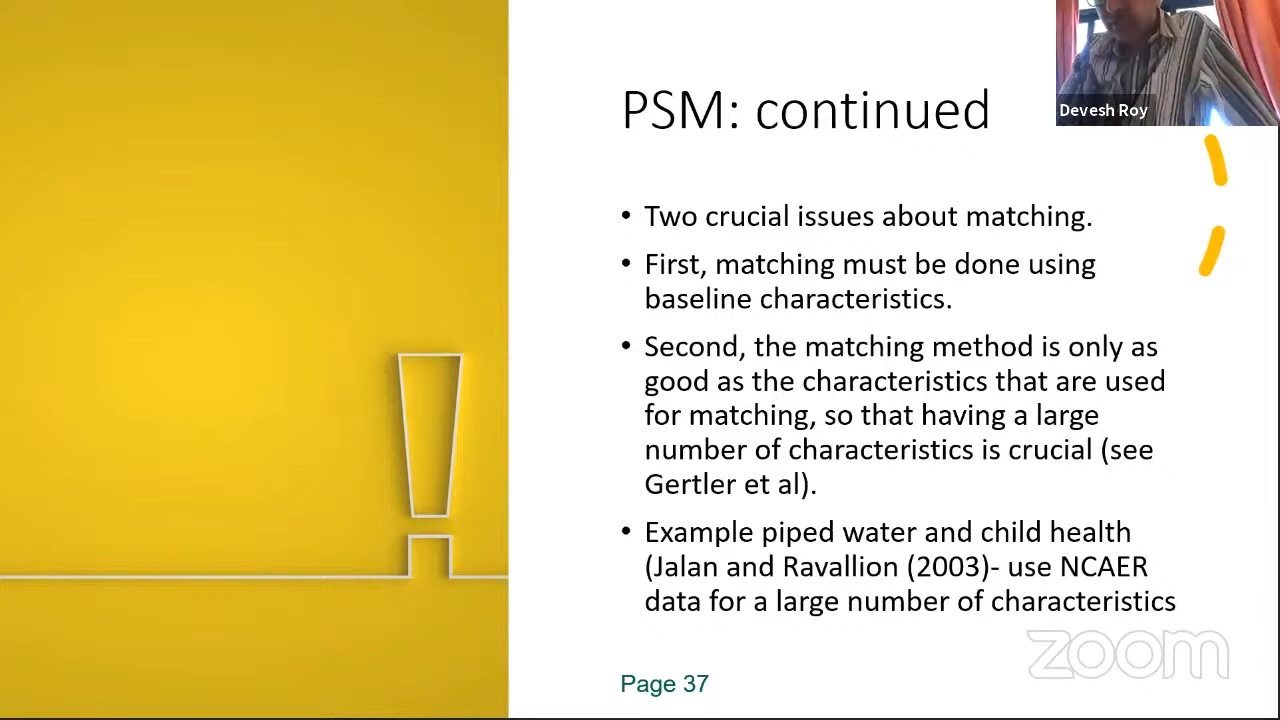 PSM: continued
Devesh Roy
• Two crucial issues about matching.
• First, matching must be done using
baseline characteristics.
• Second, the matching method is only as
good as the characteristics that are used
for matching, so that having a large
number of characteristics is crucial (see
Gertler et al).
• Example piped water and child health
(Jalan and Ravallion (2003)- use NCAER
data for a large number of characteristics
zoom
Page 37